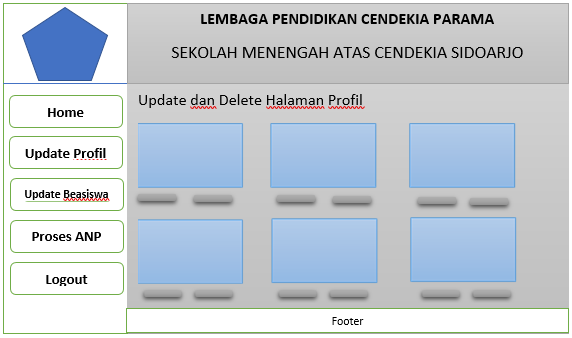 LEMBAGA PENDIDIKAN CENDEKIA PARAMA
SEKOLAH MENENGAH ATAS CENDEKIA SIDOARJO
Home
Update Profil
Update Beasiswa
Proses ANP
Logout
Update dan Delete Halaman Profil
Footer